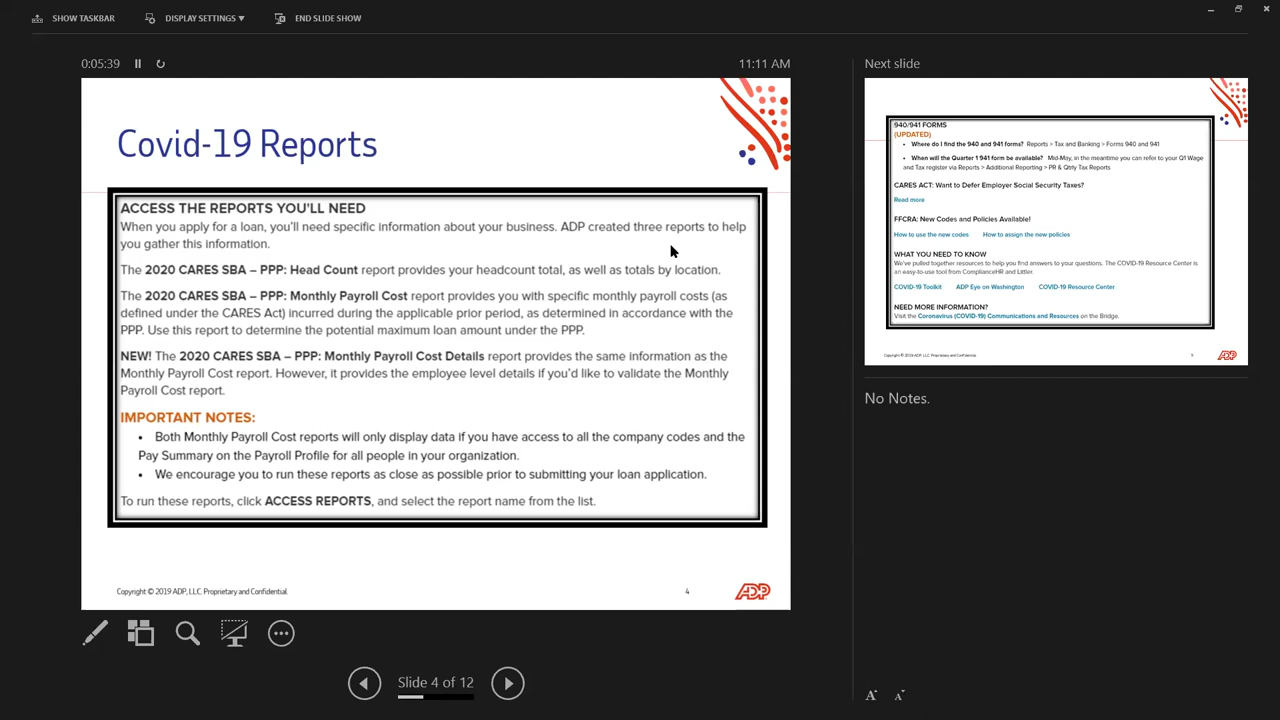 SHOW TASKBAR
DISPLAY SETTINGS ▼
END SLIDE SHOW
0:05:39
11:11 AM
Covid-19 Reports
ACCESS THE REPORTS YOU'LL NEED
When you apply for a loan, you'll need specific information about your business. ADP created three reports to help
you gather this information.
The 2020 CARES SBA – PPP: Head Count report provides your headcount total, as well as totals by location.
The 2020 CARES SBA – PPP: Monthly Payroll Cost report provides you with specific monthly payroll costs (as
defined under the CARES Act) incurred during the applicable prior period, as determined in accordance with the
PPP. Use this report to determine the potential maximum loan amount under the PPP.
NEW! The 2020 CARES SBA – PPP: Monthly Payroll Cost Details report provides the same information as the
Monthly Payroll Cost report. However, it provides the employee level details if you'd like to validate the Monthly
Payroll Cost report.
IMPORTANT NOTES:
• Both Monthly Payroll Cost reports will only display data if you have access to all the company codes and the
Pay Summary on the Payroll Profile for all people in your organization.
• We encourage you to run these reports as close as possible prior to submitting your loan application.
To run these reports, click ACCESS REPORTS, and select the report name from the list.
Copyright © 2019 ADP, LLC. Proprietary and Confidential.
4
ADP
Slide 4 of 12
Next slide
940/941 FORMS
(UPDATED)
• Where do I find the 940 and 941 forms? Reports > Tax and Banking > Forms 940 and 941
• When will the Quarter 1 941 form be available? Mid-May, in the meantime you can refer to your Q1 Wage
and Tax register via Reports > Additional Reporting > PR & Qtrly Tax Reports
CARES ACT: Want to Defer Employer Social Security Taxes?
Read more
FFCRA: New Codes and Policies Available!
How to use the new codes How to assign the new policies
WHAT YOU NEED TO KNOW
We've pulled together resources to help you find answers to your questions. The COVID-19 Resource Center is
an easy-to-use tool from ComplianceHR and Littler.
COVID-19 Toolkit ADP Eye on Washington COVID-19 Resource Center
NEED MORE INFORMATION?
Visit the Coronavirus (COVID-19) Communications and Resources on the Bridge.
Copyright © 2019 ADP, LLC. Proprietary and Confidential.
5
ADP
No Notes.
A
A